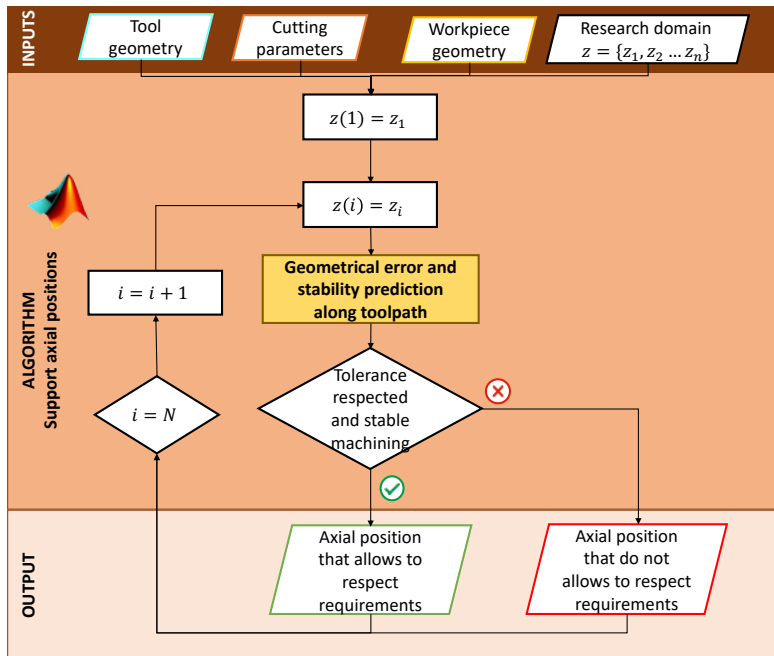 INPUTS
Tool
geometry
Cutting
parameters
Workpiece
geometry
Research domain
z = {z₁, z₂ … zₙ}
ALGORITHM
Support axial positions
z(1) = z₁
z(i) = zᵢ
Geometrical error and
stability prediction
along toolpath
i = i + 1
Tolerance
respected
and stable
machining
i = N
OUTPUT
Axial position
that allows to
respect
requirements
Axial position
that do not
allows to respect
requirements